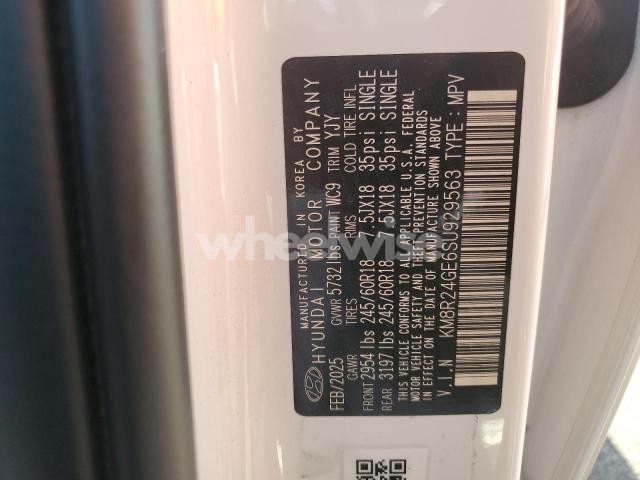 MANUFACTURED IN KOREA BY
HYUNDAI MOTOR COMPANY
FEB/2025 GVWR 5732 lbs PAINT WC9 TRIM YJY
GAWR TIRES RIMS COLD TIRE INFL
FRONT 2954 lbs 245/60R18 7.5JX18 35psi SINGLE
REAR 3197 lbs 245/60R18 7.5JX18 35psi SINGLE
THIS VEHICLE CONFORMS TO ALL APPLICABLE U.S.A. FEDERAL
MOTOR VEHICLE SAFETY AND THEFT PREVENTION STANDARDS
IN EFFECT ON THE DATE OF MANUFACTURE SHOWN ABOVE
V.I.N KM8R24GE6SU929563 TYPE : MPV
wheelwise